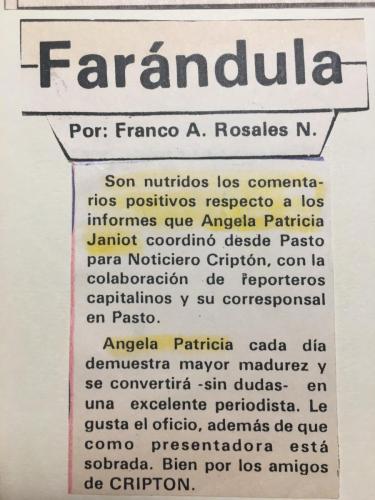 Farándula
Por: Franco A. Rosales N.
Son nutridos los comenta-
rios positivos respecto a los
informes que Angela Patricia
Janiot coordinó desde Pasto
para Noticiero Criptón, con la
colaboración de reporteros
capitalinos y su corresponsal
en Pasto.
Angela Patricia cada día
demuestra mayor madurez y
se convertirá -sin dudas- en
una excelente periodista. Le
gusta el oficio, además de que
como presentadora está
sobrada. Bien por los amigos
de CRIPTON.